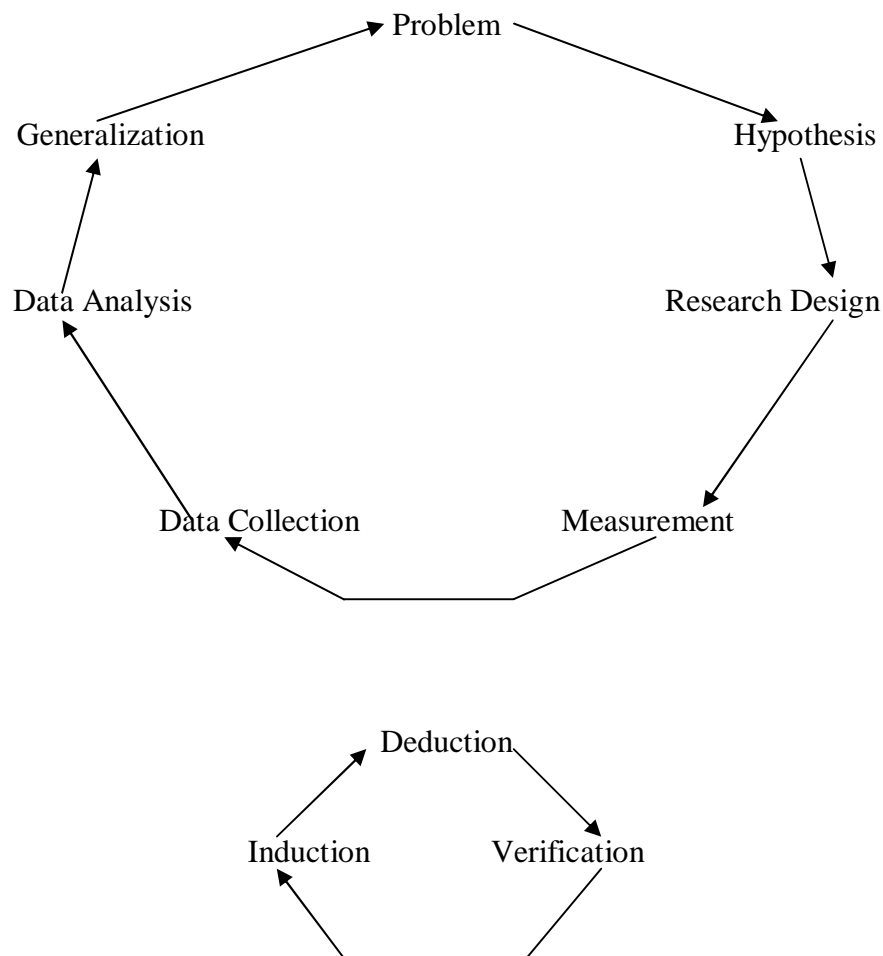 Problem
Generalization Hypothesis
Data Analysis Research Design
Data Collection Measurement
Deduction
Induction Verification